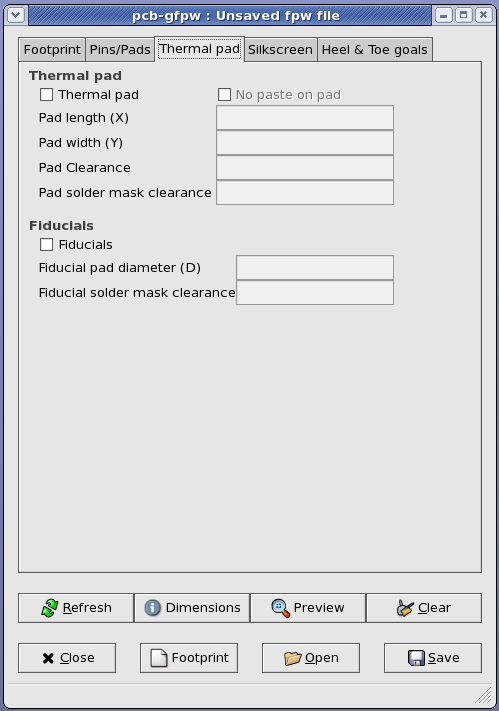 pcb-gfpw : Unsaved fpw file
Footprint Pins/Pads Thermal pad Silkscreen Heel & Toe goals
Thermal pad
Thermal pad No paste on pad
Pad length (X)
Pad width (Y)
Pad Clearance
Pad solder mask clearance
Fiducials
Fiducials
Fiducial pad diameter (D)
Fiducial solder mask clearance
Refresh Dimensions Preview Clear
Close Footprint Open Save